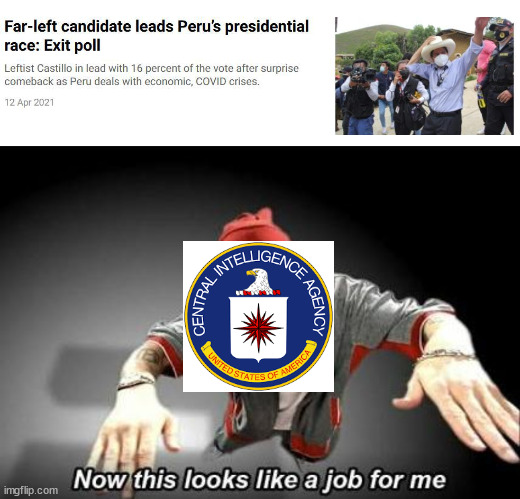 Far-left candidate leads Peru's presidential
race: Exit poll
Leftist Castillo in lead with 16 percent of the vote after surprise
comeback as Peru deals with economic, COVID crises.
12 Apr 2021
CENTRAL INTELLIGENCE AGENCY
UNITED STATES OF AMERICA
Now this looks like a job for me
imgflip.com